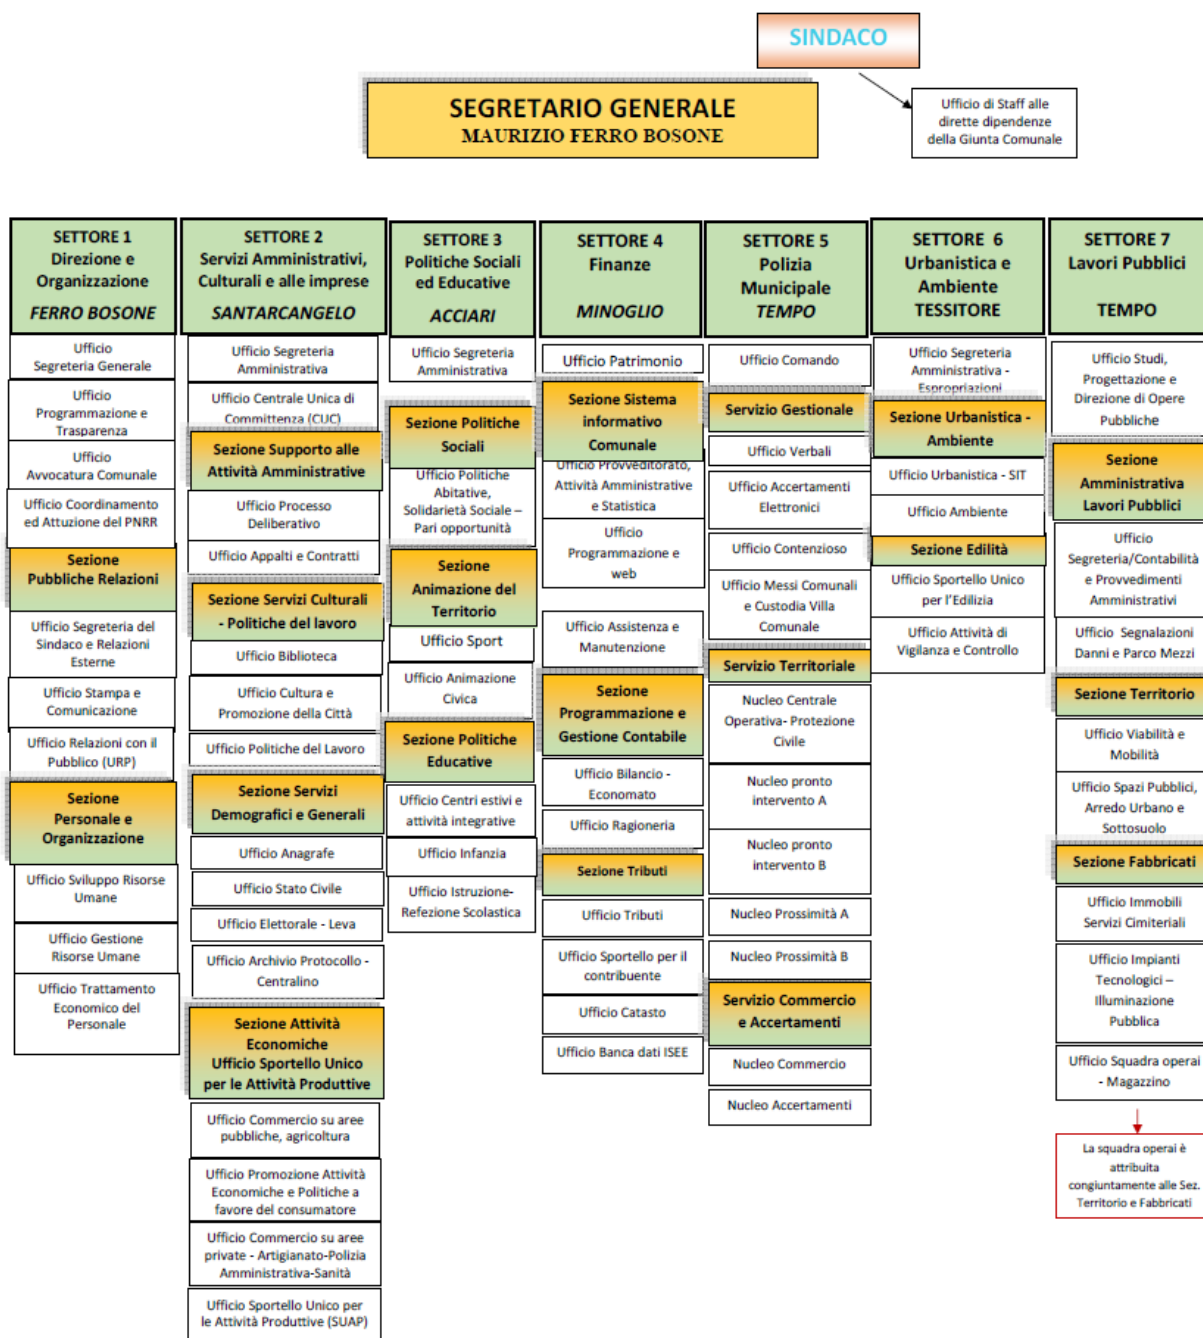 SINDACO
SEGRETARIO GENERALE
MAURIZIO FERRO BOSONE
Ufficio di Staff alle
dirette dipendenze
della Giunta Comunale
SETTORE 1
Direzione e
Organizzazione
FERRO BOSONE
Ufficio
Segreteria Generale
Ufficio
Programmazione e
Trasparenza
Ufficio
Avvocatura Comunale
Ufficio Coordinamento
ed Attuzione del PNRR
Sezione
Pubbliche Relazioni
Ufficio Segreteria del
Sindaco e Relazioni
Esterne
Ufficio Stampa e
Comunicazione
Ufficio Relazioni con il
Pubblico (URP)
Sezione
Personale e
Organizzazione
Ufficio Sviluppo Risorse
Umane
Ufficio Gestione
Risorse Umane
Ufficio Trattamento
Economico del
Personale
SETTORE 2
Servizi Amministrativi,
Culturali e alle imprese
SANTARCANGELO
Ufficio Segreteria
Amministrativa
Ufficio Centrale Unica di
Committenza (CUC)
Sezione Supporto alle
Attività Amministrative
Ufficio Processo
Deliberativo
Ufficio Appalti e Contratti
Sezione Servizi Culturali
- Politiche del lavoro
Ufficio Biblioteca
Ufficio Cultura e
Promozione della Città
Ufficio Politiche del Lavoro
Sezione Servizi
Demografici e Generali
Ufficio Anagrafe
Ufficio Stato Civile
Ufficio Elettorale - Leva
Ufficio Archivio Protocollo -
Centralino
Sezione Attività
Economiche
Ufficio Sportello Unico
per le Attività Produttive
Ufficio Commercio su aree
pubbliche, agricoltura
Ufficio Promozione Attività
Economiche e Politiche a
favore del consumatore
Ufficio Commercio su aree
private - Artigianato-Polizia
Amministrativa-Sanità
Ufficio Sportello Unico per
le Attività Produttive (SUAP)
SETTORE 3
Politiche Sociali
ed Educative
ACCIARI
Ufficio Segreteria
Amministrativa
Sezione Politiche
Sociali
Ufficio Politiche
Abitative,
Solidarietà Sociale –
Pari opportunità
Sezione
Animazione del
Territorio
Ufficio Sport
Ufficio Animazione
Civica
Sezione Politiche
Educative
Ufficio Centri estivi e
attività integrative
Ufficio Infanzia
Ufficio Istruzione-
Refezione Scolastica
SETTORE 4
Finanze
MINOGLIO
Ufficio Patrimonio
Sezione Sistema
informativo
Comunale
Ufficio Provveditorato,
Attività Amministrative
e Statistica
Ufficio
Programmazione e
web
Ufficio Assistenza e
Manutenzione
Sezione
Programmazione e
Gestione Contabile
Ufficio Bilancio -
Economato
Ufficio Ragioneria
Sezione Tributi
Ufficio Tributi
Ufficio Sportello per il
contribuente
Ufficio Catasto
Ufficio Banca dati ISEE
SETTORE 5
Polizia
Municipale
TEMPO
Ufficio Comando
Servizio Gestionale
Ufficio Verbali
Ufficio Accertamenti
Elettronici
Ufficio Contenzioso
Ufficio Messi Comunali
e Custodia Villa
Comunale
Servizio Territoriale
Nucleo Centrale
Operativa- Protezione
Civile
Nucleo pronto
intervento A
Nucleo pronto
intervento B
Nucleo Prossimità A
Nucleo Prossimità B
Servizio Commercio
e Accertamenti
Nucleo Commercio
Nucleo Accertamenti
SETTORE 6
Urbanistica e
Ambiente
TESSITORE
Ufficio Segreteria
Amministrativa -
Espropriazioni
Sezione Urbanistica -
Ambiente
Ufficio Urbanistica - SIT
Ufficio Ambiente
Sezione Edilità
Ufficio Sportello Unico
per l'Edilizia
Ufficio Attività di
Vigilanza e Controllo
SETTORE 7
Lavori Pubblici
TEMPO
Ufficio Studi,
Progettazione e
Direzione di Opere
Pubbliche
Sezione
Amministrativa
Lavori Pubblici
Ufficio
Segreteria/Contabilità
e Provvedimenti
Amministrativi
Ufficio Segnalazioni
Danni e Parco Mezzi
Sezione Territorio
Ufficio Viabilità e
Mobilità
Ufficio Spazi Pubblici,
Arredo Urbano e
Sottosuolo
Sezione Fabbricati
Ufficio Immobili
Servizi Cimiteriali
Ufficio Impianti
Tecnologici –
Illuminazione
Pubblica
Ufficio Squadra operai
- Magazzino
La squadra operai è
attribuita
congiuntamente alle Sez.
Territorio e Fabbricati